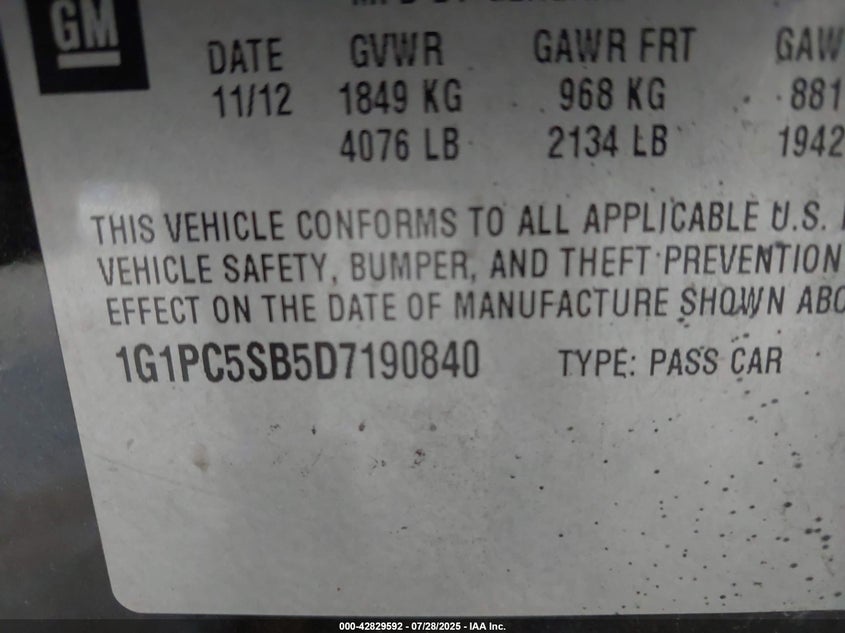 GM
DATE GVWR GAWR FRT GAW
11/12 1849 KG 968 KG 881
4076 LB 2134 LB 1942
THIS VEHICLE CONFORMS TO ALL APPLICABLE U.S.
VEHICLE SAFETY, BUMPER, AND THEFT PREVENTION
EFFECT ON THE DATE OF MANUFACTURE SHOWN ABO
1G1PC5SB5D7190840 TYPE: PASS CAR
000-42829592 - 07/28/2025 - IAA Inc.